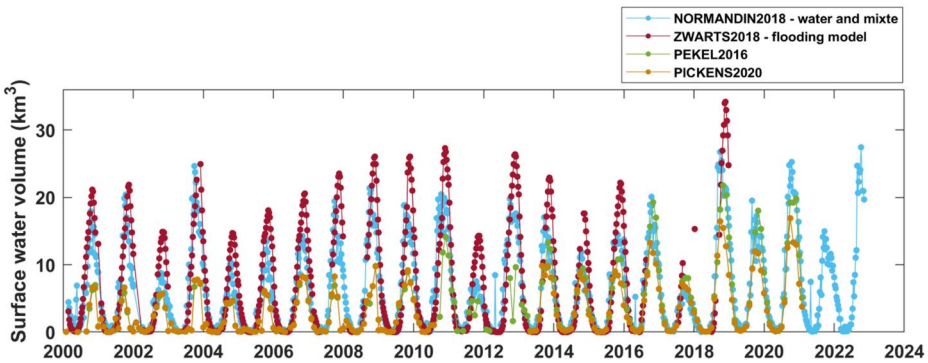 NORMANDIN2018 - water and mixte
ZWARTS2018 - flooding model
PEKEL2016
PICKENS2020
Surface water volume (km³)
30
20
10
0
2000 2002 2004 2006 2008 2010 2012 2014 2016 2018 2020 2022 2024